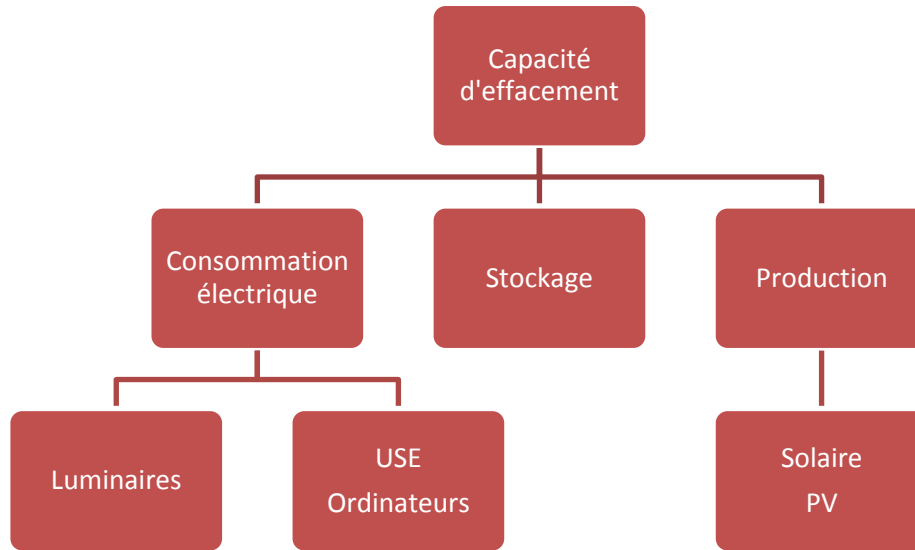 Capacité
d'effacement
Consommation
électrique
Stockage
Production
Luminaires
USE
Ordinateurs
Solaire
PV